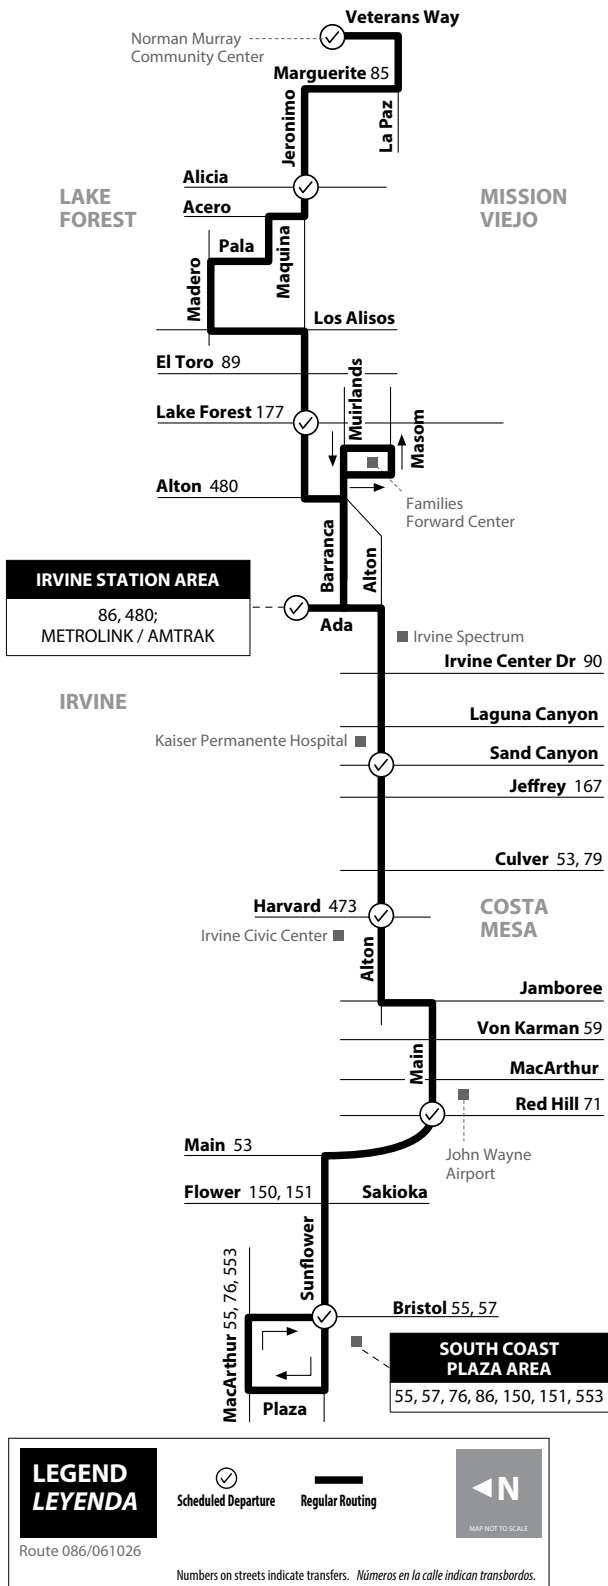 Veterans Way
Norman Murray
Community Center
Marguerite 85
Jeronimo
La Paz
Alicia
LAKE
FOREST
MISSION
VIEJO
Acero
Pala
Maquina
Madero
Los Alisos
El Toro 89
Muirlands
Lake Forest 177
Masom
Alton 480
Families
Forward Center
Barranca
Alton
IRVINE STATION AREA
86, 480;
METROLINK / AMTRAK
Ada
Irvine Spectrum
Irvine Center Dr 90
IRVINE
Laguna Canyon
Kaiser Permanente Hospital
Sand Canyon
Jeffrey 167
Culver 53, 79
Harvard 473
COSTA
MESA
Irvine Civic Center
Alton
Jamboree
Von Karman 59
Main
MacArthur
Red Hill 71
Main 53
John Wayne
Airport
Flower 150, 151
Sakioka
Sunflower
MacArthur 55, 76, 553
Bristol 55, 57
SOUTH COAST
PLAZA AREA
55, 57, 76, 86, 150, 151, 553
Plaza
LEGEND
LEYENDA
Scheduled Departure
Regular Routing
N
MAP NOT TO SCALE
Route 086/061026
Numbers on streets indicate transfers. Números en la calle indican transbordos.